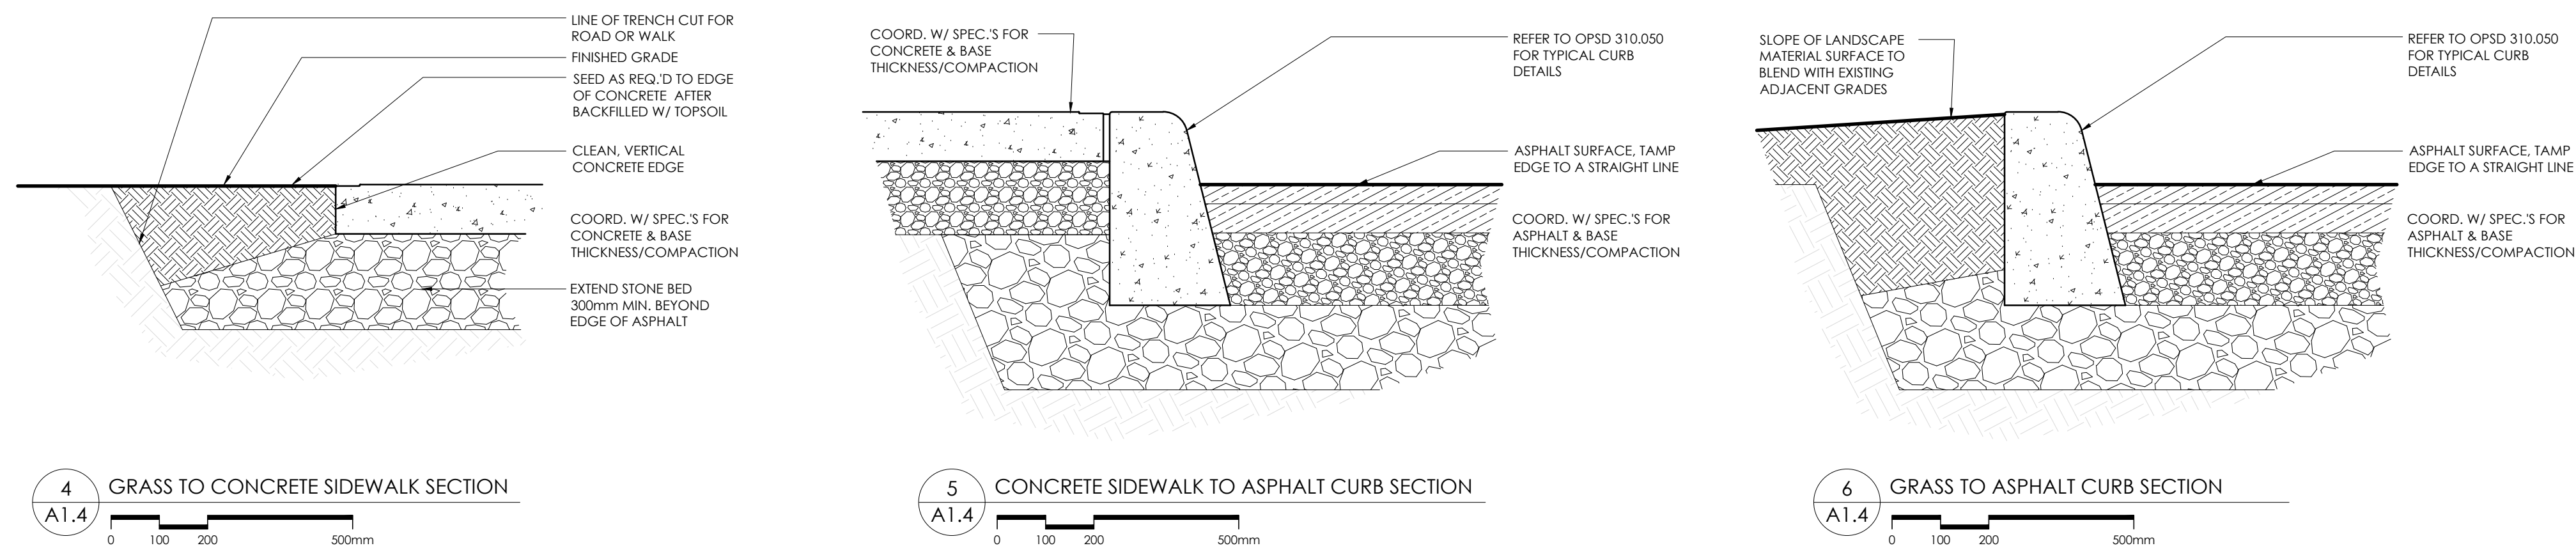 LINE OF TRENCH CUT FOR
ROAD OR WALK
FINISHED GRADE
SEED AS REQ.'D TO EDGE
OF CONCRETE AFTER
BACKFILLED W/ TOPSOIL
CLEAN, VERTICAL
CONCRETE EDGE
COORD. W/ SPEC.'S FOR
CONCRETE & BASE
THICKNESS/COMPACTION
EXTEND STONE BED
300mm MIN. BEYOND
EDGE OF ASPHALT
4
A1.4
GRASS TO CONCRETE SIDEWALK SECTION
0 100 200 500mm
COORD. W/ SPEC.'S FOR
CONCRETE & BASE
THICKNESS/COMPACTION
REFER TO OPSD 310.050
FOR TYPICAL CURB
DETAILS
ASPHALT SURFACE, TAMP
EDGE TO A STRAIGHT LINE
COORD. W/ SPEC.'S FOR
ASPHALT & BASE
THICKNESS/COMPACTION
5
A1.4
CONCRETE SIDEWALK TO ASPHALT CURB SECTION
0 100 200 500mm
SLOPE OF LANDSCAPE
MATERIAL SURFACE TO
BLEND WITH EXISTING
ADJACENT GRADES
REFER TO OPSD 310.050
FOR TYPICAL CURB
DETAILS
ASPHALT SURFACE, TAMP
EDGE TO A STRAIGHT LINE
COORD. W/ SPEC.'S FOR
ASPHALT & BASE
THICKNESS/COMPACTION
6
A1.4
GRASS TO ASPHALT CURB SECTION
0 100 200 500mm